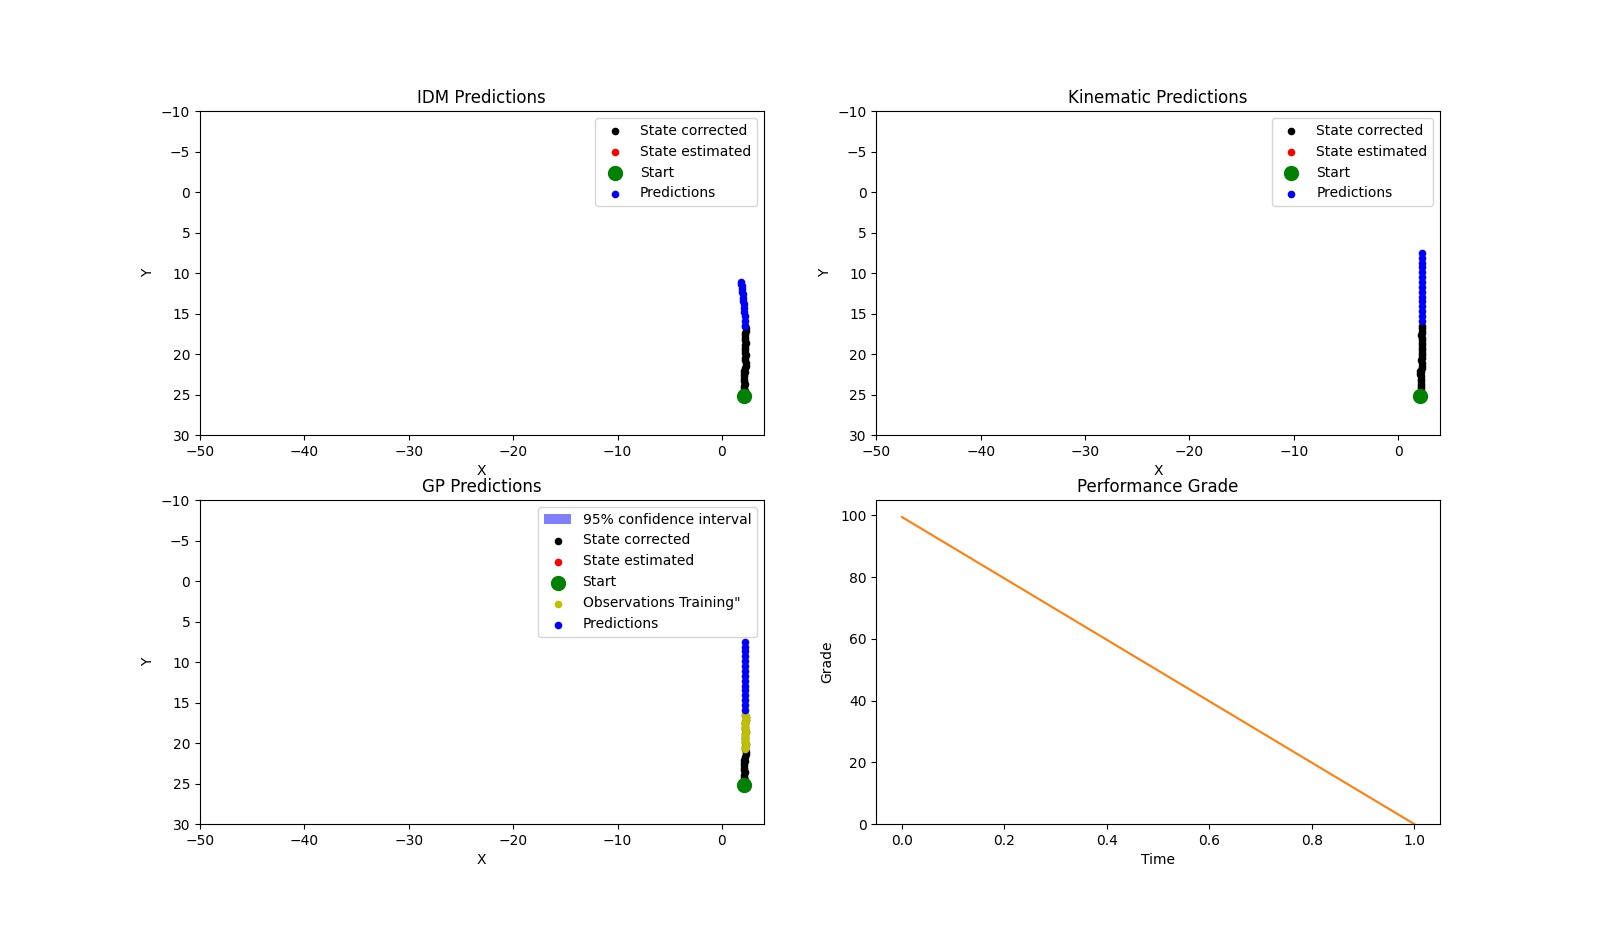 IDM Predictions
−10
−5
0
5
10
15
20
25
30
Y
State corrected
State estimated
Start
Predictions
−50
−40
−30
−20
−10
0
X
Kinematic Predictions
−10
−5
0
5
10
15
20
25
30
Y
State corrected
State estimated
Start
Predictions
−50
−40
−30
−20
−10
0
X
GP Predictions
−10
−5
0
5
10
15
20
25
30
Y
95% confidence interval
State corrected
State estimated
Start
Observations Training"
Predictions
−50
−40
−30
−20
−10
0
X
Performance Grade
100
80
60
40
20
0
Grade
0.0
0.2
0.4
0.6
0.8
1.0
Time